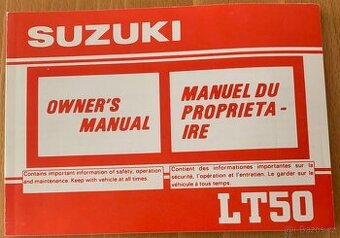 SUZUKI
OWNER'S
MANUAL
MANUEL DU
PROPRIETA-
IRE
Contains important information of safety, operation
and maintenance. Keep with vehicle at all times.
Contient des informationes importantes sur la
sécurité, l'opération et l'entretien. Le garder sur le
véhicule à tous temps.
LT50